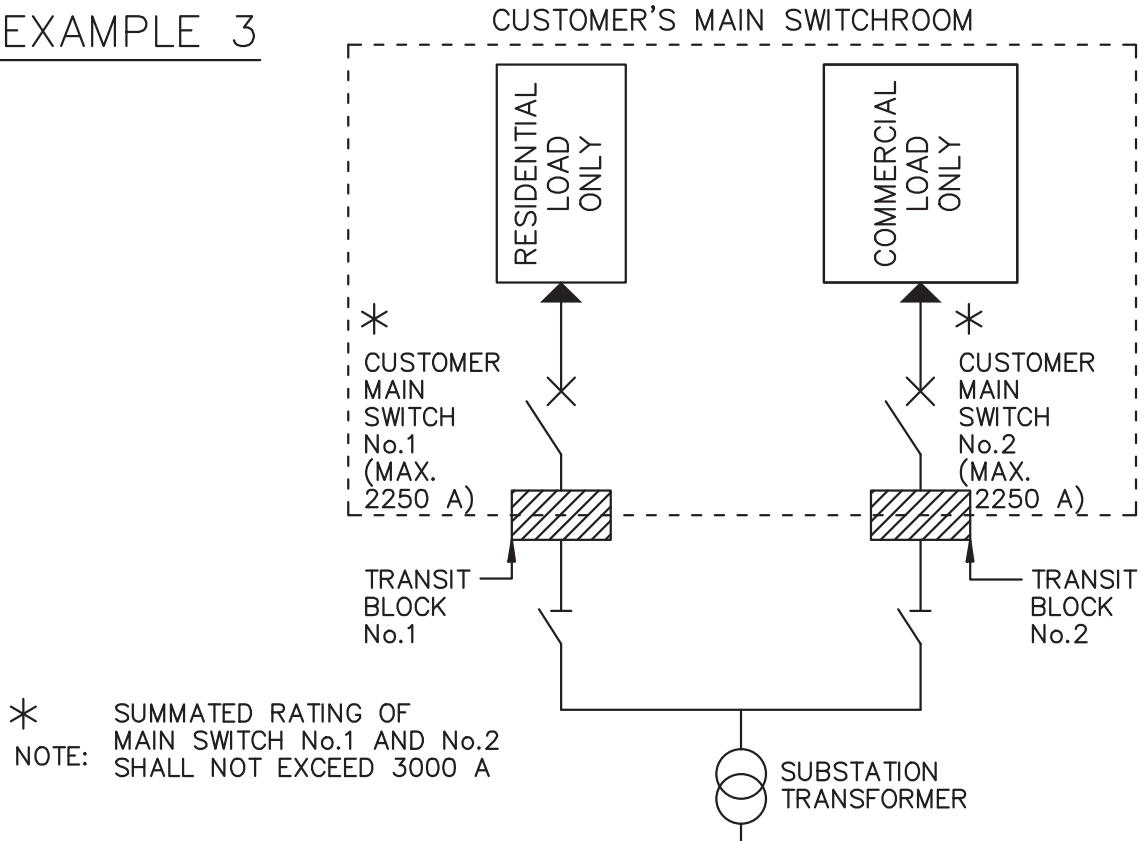 EXAMPLE 3
CUSTOMER'S MAIN SWITCHROOM
RESIDENTIAL
LOAD
ONLY
COMMERCIAL
LOAD
ONLY
*
CUSTOMER
MAIN
SWITCH
No.1
(MAX.
2250 A)
*
CUSTOMER
MAIN
SWITCH
No.2
(MAX.
2250 A)
TRANSIT
BLOCK
No.1
TRANSIT
BLOCK
No.2
*
NOTE:
SUMMATED RATING OF
MAIN SWITCH No.1 AND No.2
SHALL NOT EXCEED 3000 A
SUBSTATION
TRANSFORMER